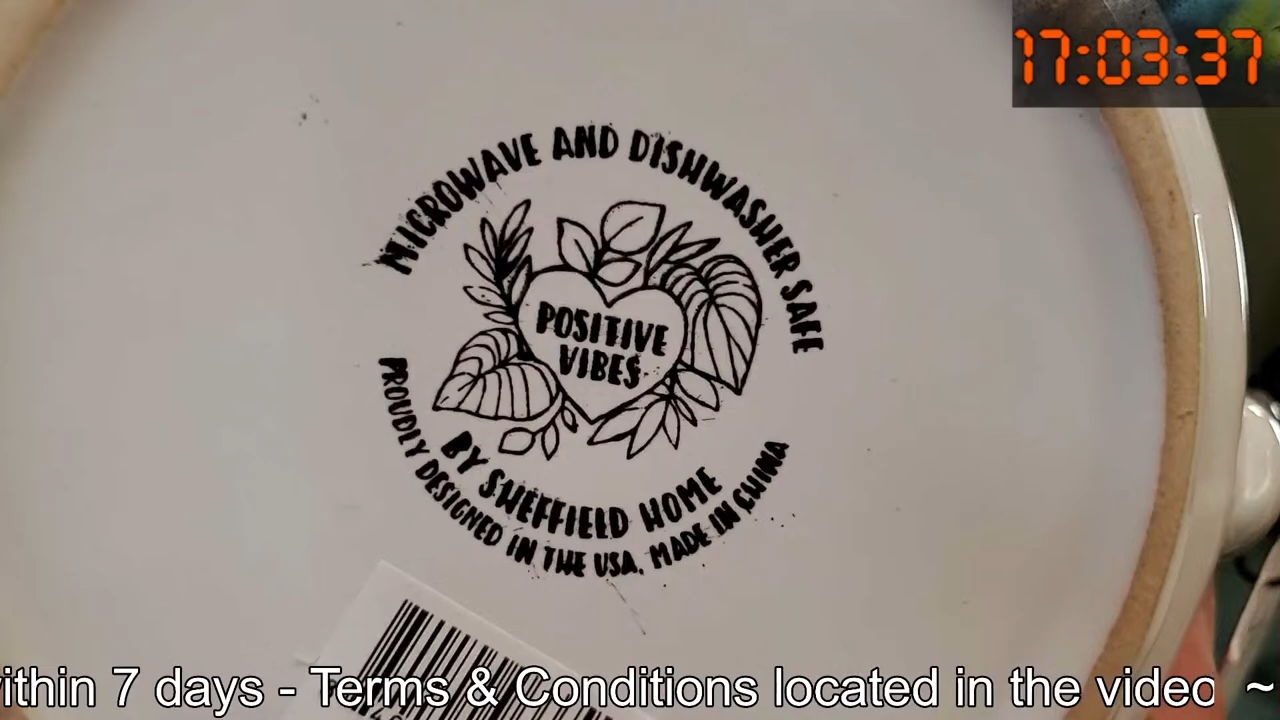 17:03:37
MICROWAVE AND DISHWASHER SAFE
POSITIVE
VIBES
BY SHEFFIELD HOME
PROUDLY DESIGNED IN THE USA. MADE IN CHINA
within 7 days - Terms & Conditions located in the video ~